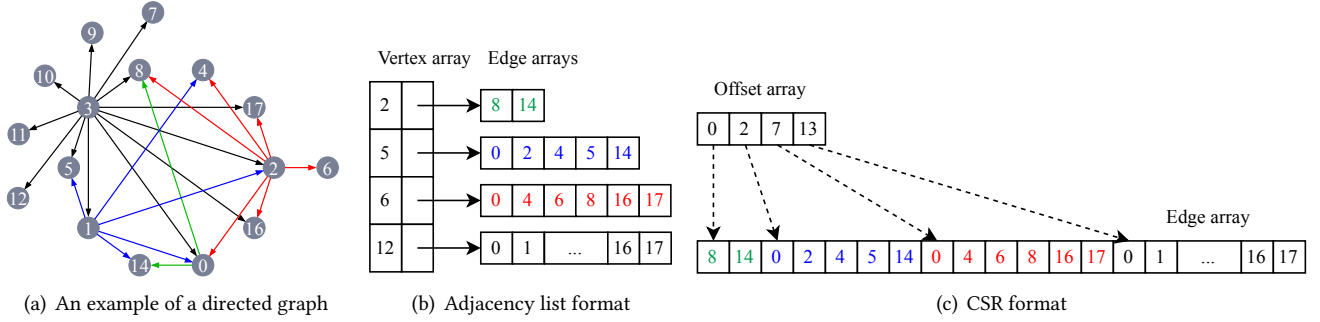 7
9
8
4
10
3
17
11
5
2
6
12
1
16
14
0
(a) An example of a directed graph
Vertex array Edge arrays
2 8 14
5 0 2 4 5 14
6 0 4 6 8 16 17
12 0 1 ... 16 17
(b) Adjacency list format
Offset array
0 2 7 13
Edge array
8 14 0 2 4 5 14 0 4 6 8 16 17 0 1 ... 16 17
(c) CSR format